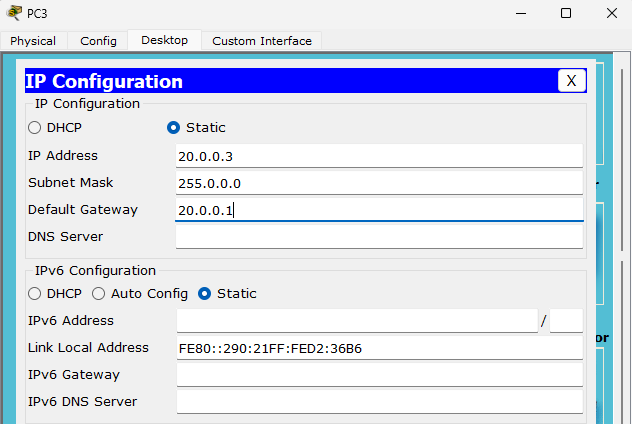 PC3
Physical Config Desktop Custom Interface
IP Configuration X
IP Configuration
DHCP Static
IP Address 20.0.0.3
Subnet Mask 255.0.0.0
Default Gateway 20.0.0.1
DNS Server
IPv6 Configuration
DHCP Auto Config Static
IPv6 Address /
Link Local Address FE80::290:21FF:FED2:36B6
IPv6 Gateway
or
IPv6 DNS Server